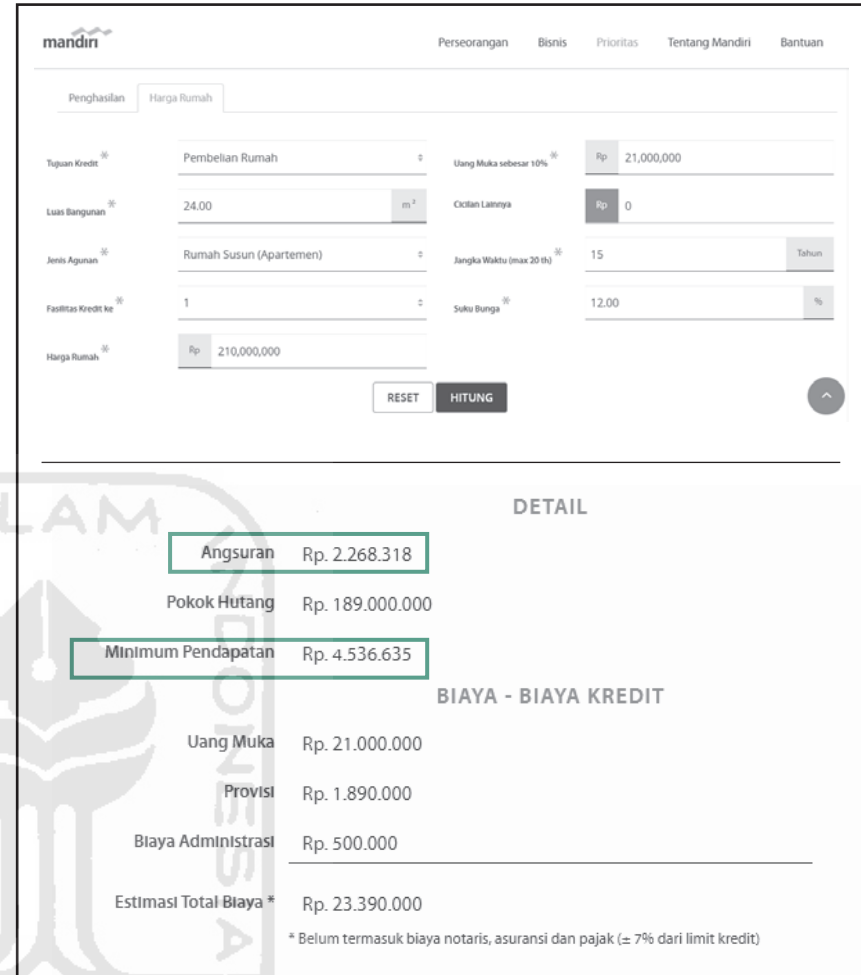 mandiri
Perseorangan Bisnis Prioritas Tentang Mandiri Bantuan
Penghasilan Harga Rumah
Tujuan Kredit * Pembelian Rumah
Uang Muka sebesar 10% * Rp 21,000,000
Luas Bangunan * 24.00 m²
Cicilan Lainnya Rp 0
Jenis Agunan * Rumah Susun (Apartemen)
Jangka Waktu (max 20 th) * 15 Tahun
Fasilitas Kredit ke * 1
Suku Bunga * 12.00 %
Harga Rumah * Rp 210,000,000
RESET HITUNG
DETAIL
Angsuran Rp. 2.268.318
Pokok Hutang Rp. 189.000.000
Minimum Pendapatan Rp. 4.536.635
BIAYA - BIAYA KREDIT
Uang Muka Rp. 21.000.000
Provisi Rp. 1.890.000
Biaya Administrasi Rp. 500.000
Estimasi Total Biaya * Rp. 23.390.000
* Belum termasuk biaya notaris, asuransi dan pajak (± 7% dari limit kredit)
LAM
INDONESIA